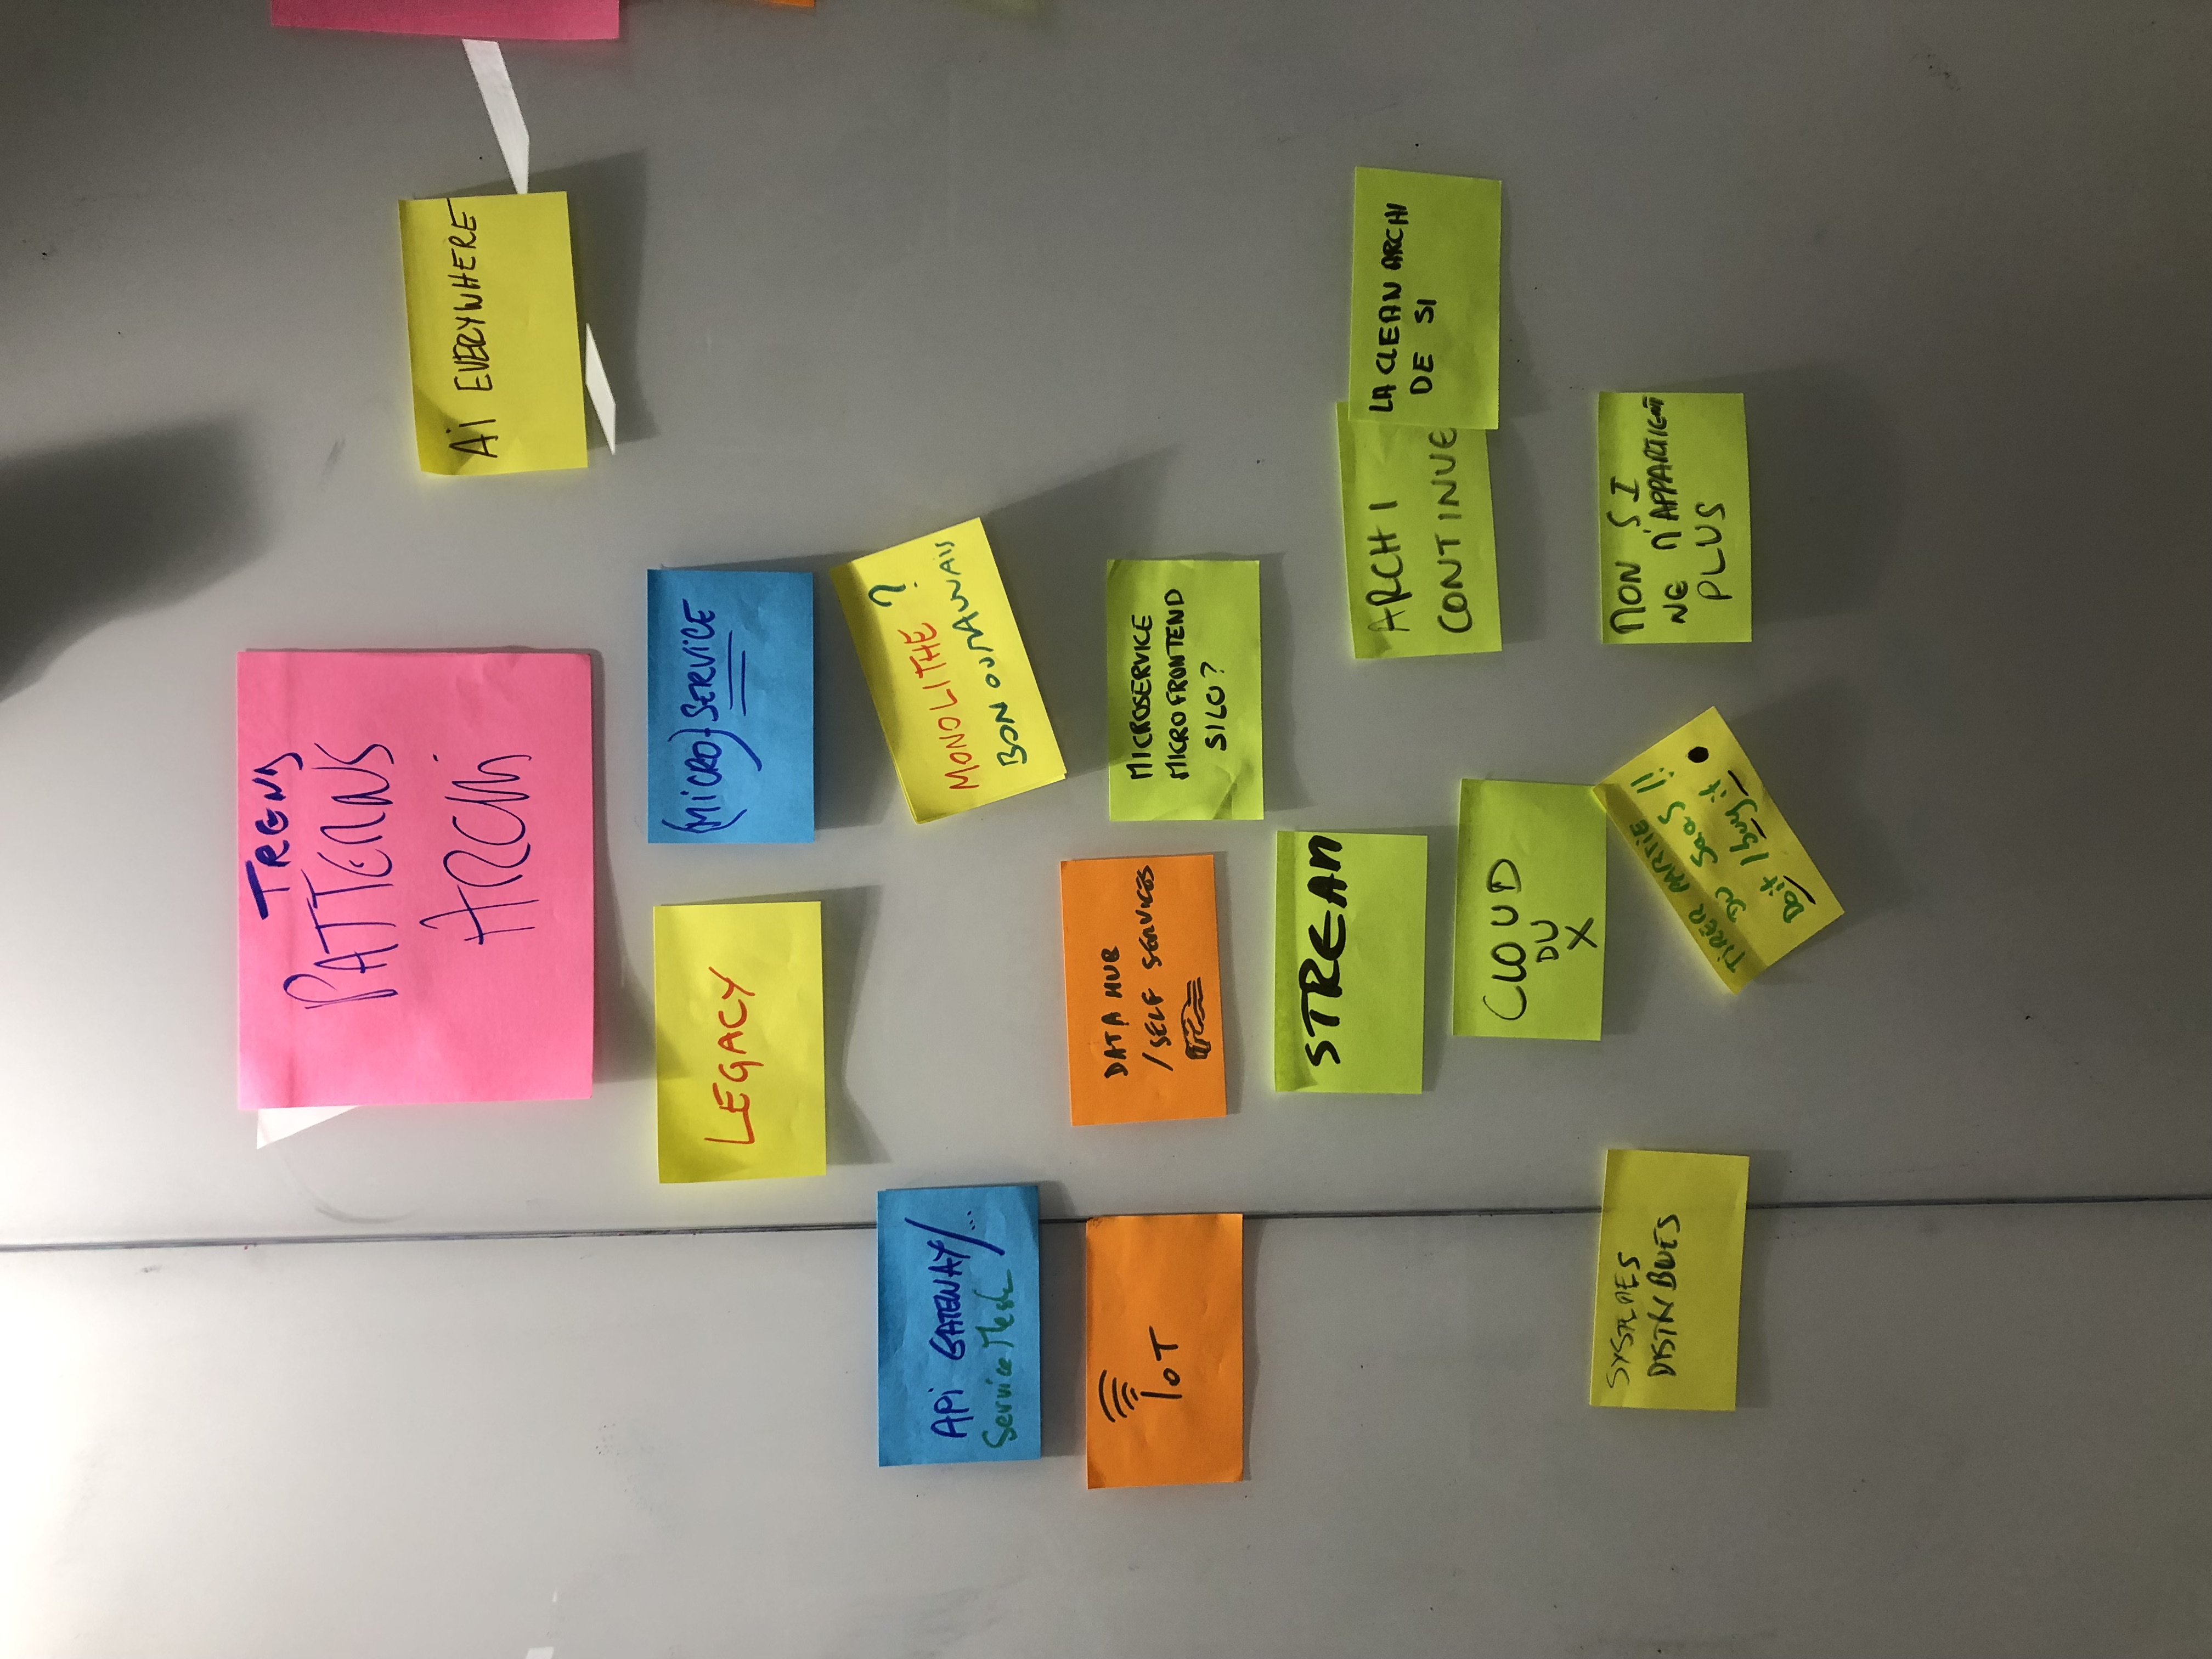 TREND
PATTERNS
ARCHi
Ai EVERYWHERE
LEGACY
(MiCRO) SERViCE
APi GATEWAY/...
Service Mesh
MONOLITHE ?
BON OU MAUVAIS
IoT
DATA HUB
/SELF SERVICES
MICROSERVICE
MICRO FRONTEND
SILO?
STREAM
ARCHI
CONTINUE
LA CLEAN ARCHI
DE SI
CLOUD
DU
X
SYSTEMES
DISTRIBUES
TIRER PARTIE
DU SaaS !!
Do it / buy it
MON SI
NE M'APPARTIENT
PLUS